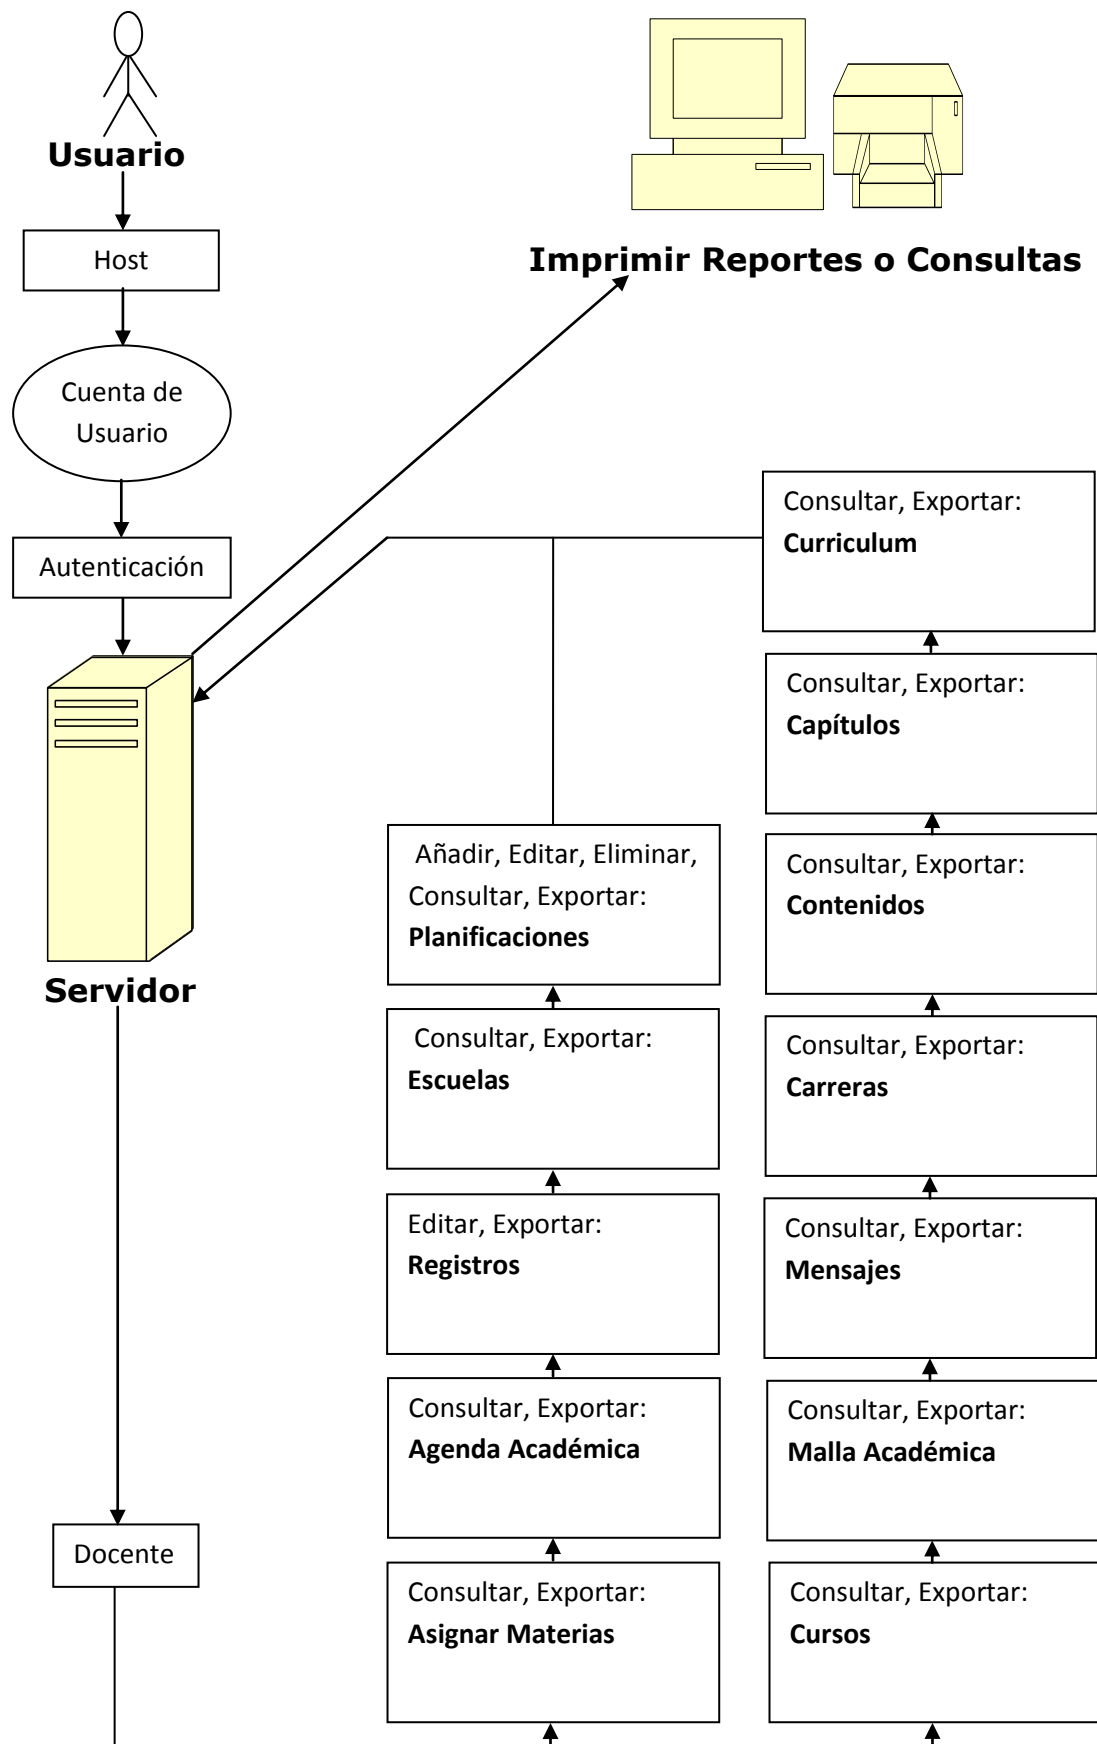 Usuario
Host
Cuenta de
Usuario
Autenticación
Servidor
Docente
Imprimir Reportes o Consultas
Añadir, Editar, Eliminar,
Consultar, Exportar:
Planificaciones
Consultar, Exportar:
Escuelas
Editar, Exportar:
Registros
Consultar, Exportar:
Agenda Académica
Consultar, Exportar:
Asignar Materias
Consultar, Exportar:
Curriculum
Consultar, Exportar:
Capítulos
Consultar, Exportar:
Contenidos
Consultar, Exportar:
Carreras
Consultar, Exportar:
Mensajes
Consultar, Exportar:
Malla Académica
Consultar, Exportar:
Cursos